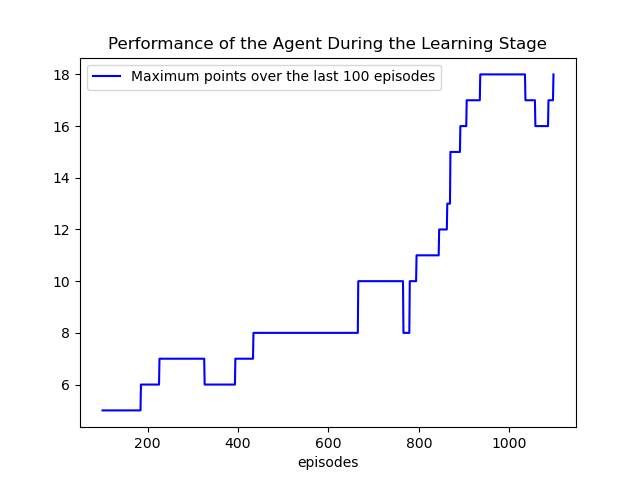 Performance of the Agent During the Learning Stage
Maximum points over the last 100 episodes
18
16
14
12
10
8
6
200 400 600 800 1000
episodes